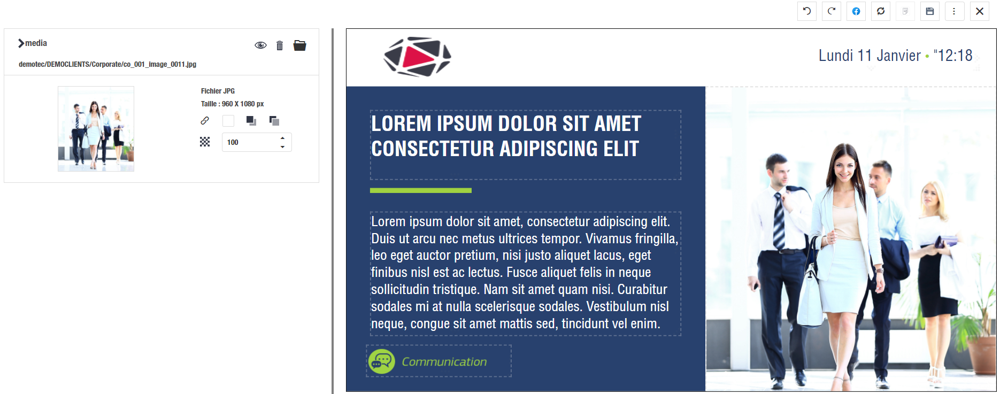 media
demotec/DEMOCLIENTS/Corporate/co_001_image_0011.jpg
Fichier JPG
Taille : 960 X 1080 px
100
Lundi 11 Janvier • "12:18
LOREM IPSUM DOLOR SIT AMET
CONSECTETUR ADIPISCING ELIT
Lorem ipsum dolor sit amet, consectetur adipiscing elit.
Duis ut arcu nec metus ultrices tempor. Vivamus fringilla,
leo eget auctor pretium, nisi justo aliquet lacus, eget
finibus nisl est ac lectus. Fusce aliquet felis in neque
sollicitudin tristique. Nam sit amet quam nisi. Curabitur
sodales mi at nulla scelerisque sodales. Vestibulum nisl
neque, congue sit amet mattis sed, tincidunt vel enim.
Communication